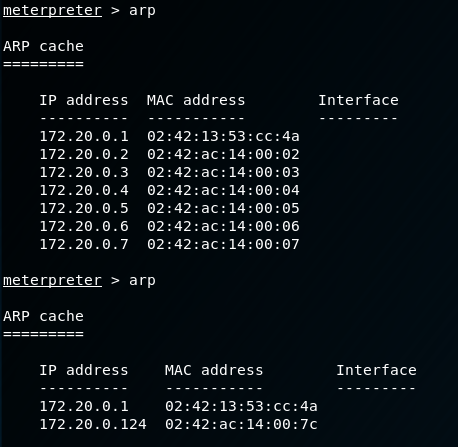 meterpreter > arp
ARP cache
=========
IP address  MAC address        Interface
----------  -----------        ---------
172.20.0.1  02:42:13:53:cc:4a
172.20.0.2  02:42:ac:14:00:02
172.20.0.3  02:42:ac:14:00:03
172.20.0.4  02:42:ac:14:00:04
172.20.0.5  02:42:ac:14:00:05
172.20.0.6  02:42:ac:14:00:06
172.20.0.7  02:42:ac:14:00:07
meterpreter > arp
ARP cache
=========
IP address    MAC address        Interface
----------    -----------        ---------
172.20.0.1    02:42:13:53:cc:4a
172.20.0.124  02:42:ac:14:00:7c